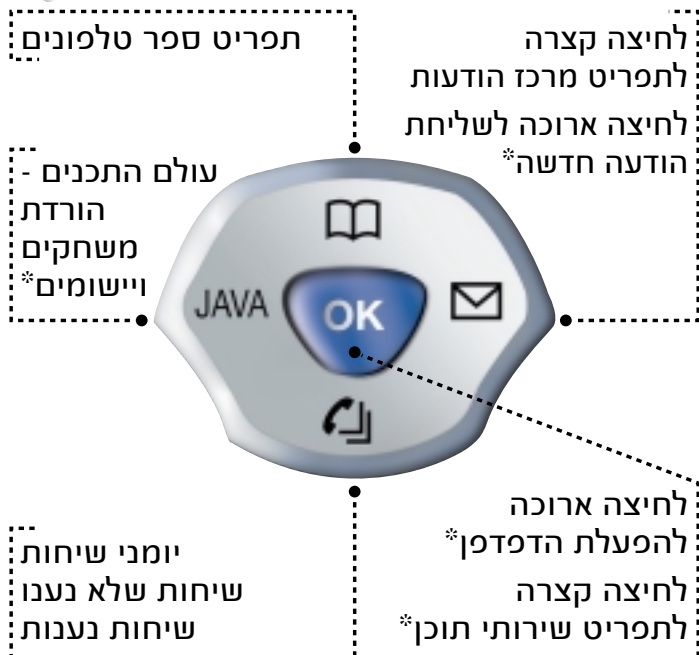 לחיצה קצרה
לתפריט מרכז הודעות
לחיצה ארוכה לשליחת
הודעה חדשה*
תפריט ספר טלפונים
עולם התכנים -
הורדת
משחקים
ויישומים*
JAVA
OK
לחיצה ארוכה
להפעלת הדפדפן*
לחיצה קצרה
לתפריט שירותי תוכן*
יומני שיחות
שיחות שלא נענו
שיחות נענות